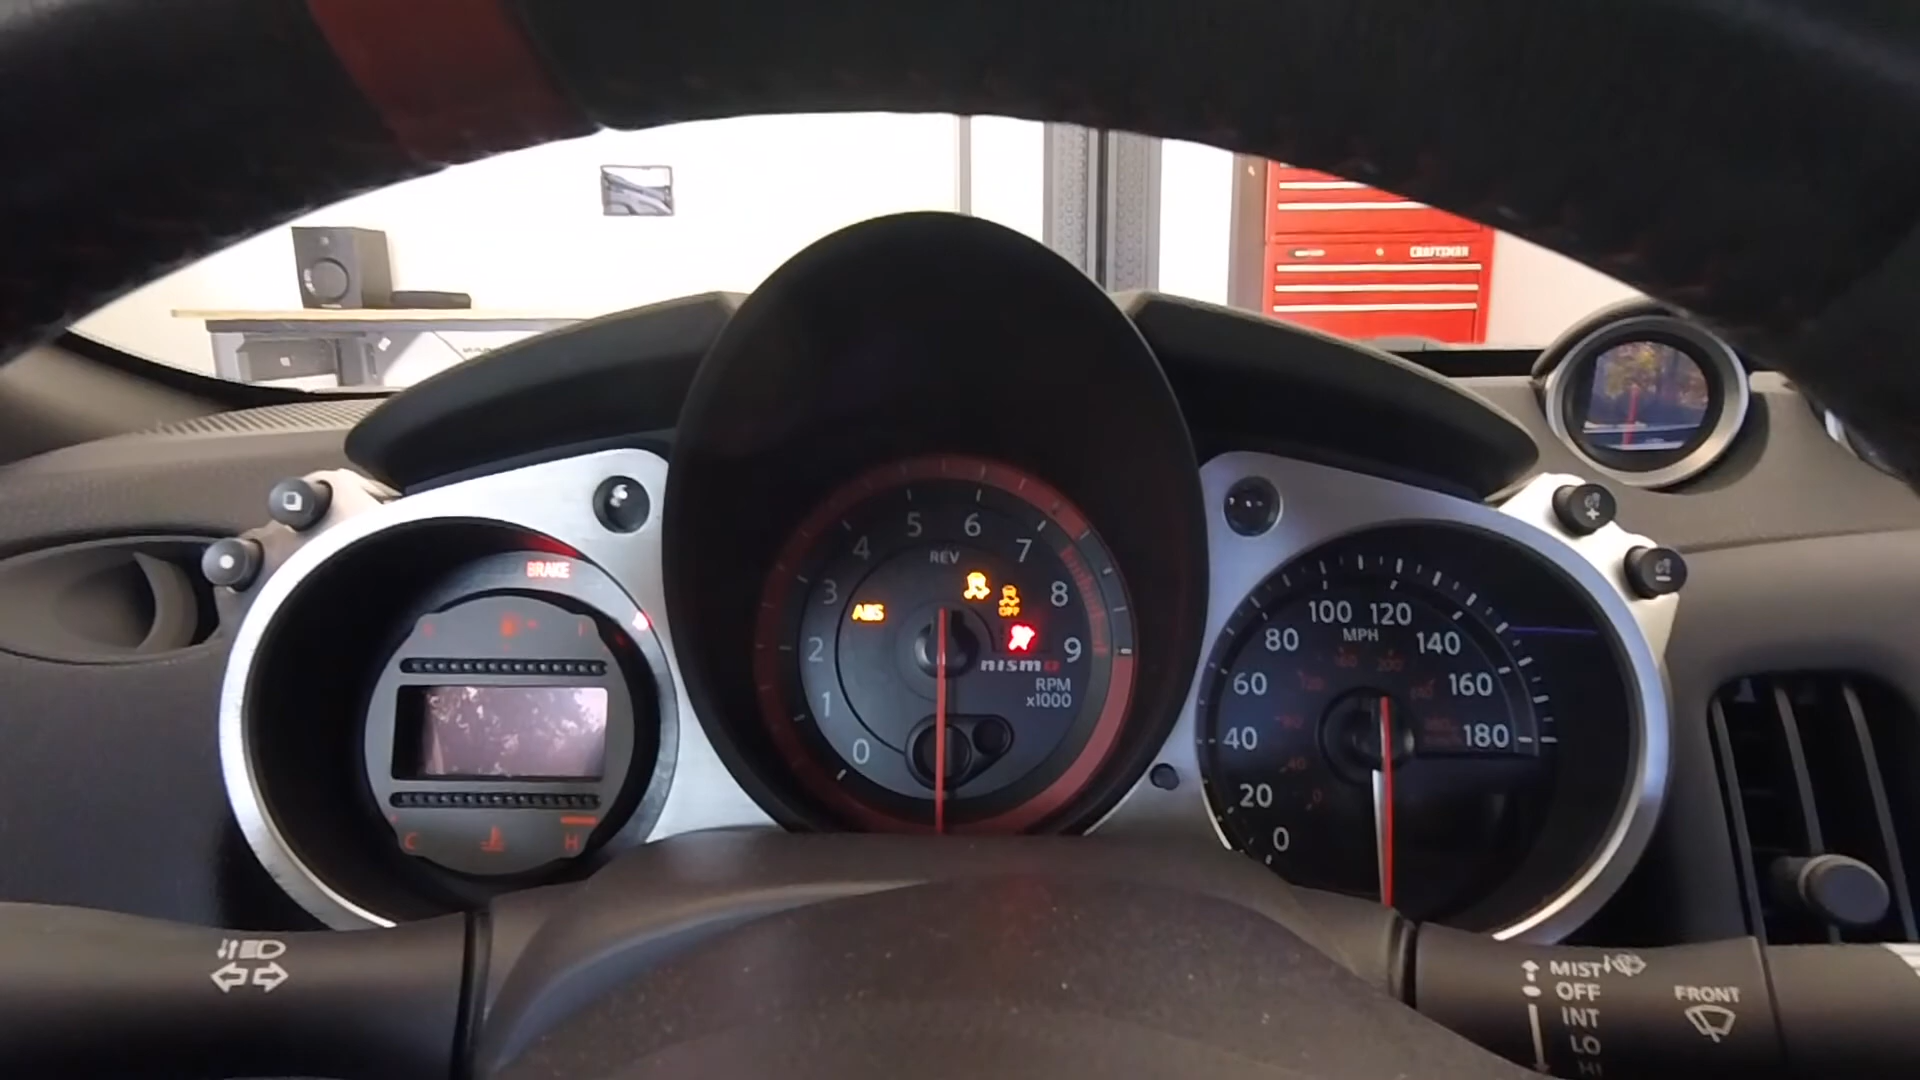 CRAFTSMAN
BRAKE
C
H
5
6
REV
4
7
3
8
ABS
OFF
2
9
nismo
RPM
x1000
1
0
100
120
MPH
80
140
60
160
40
180
20
0
MIST
OFF
INT
LO
HI
FRONT